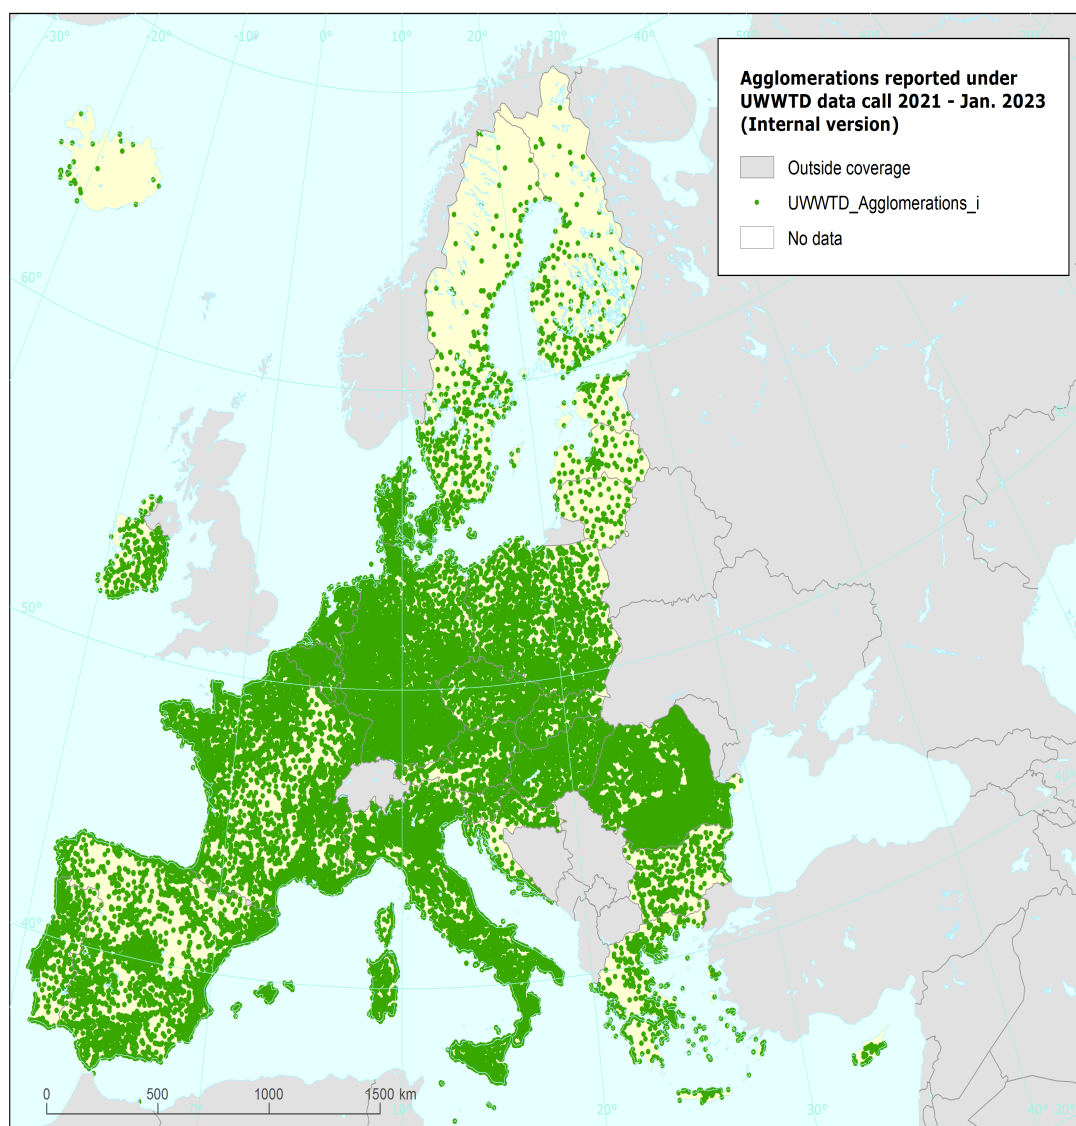 -30°
-20°
-10°
0°
10°
20°
30°
40°
Agglomerations reported under
UWWTD data call 2021 - Jan. 2023
(Internal version)
Outside coverage
UWWTD_Agglomerations_i
No data
60°
50°
40°
40°
0
500
1000
1500 km
20°
30°
40°